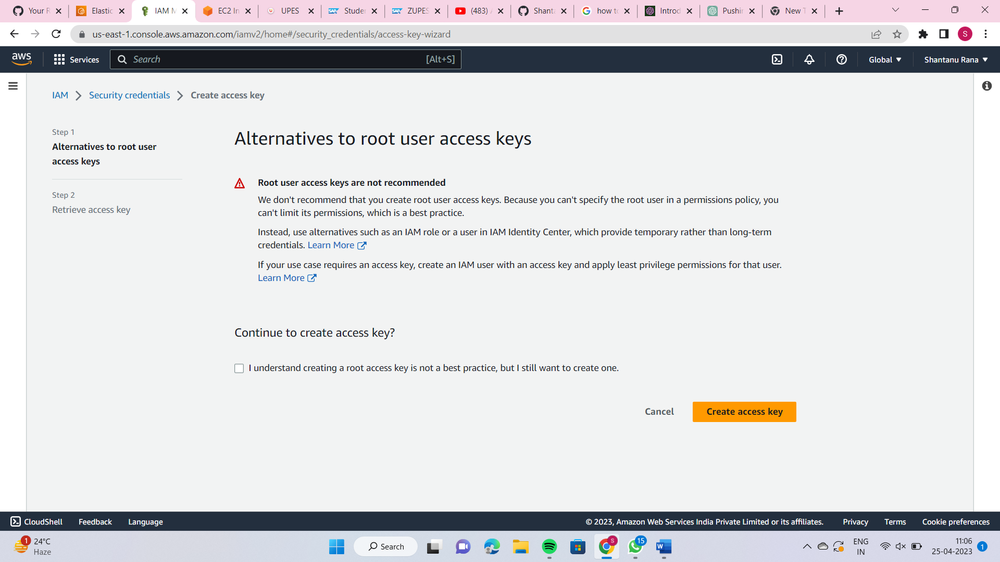 Your R
Elastic
IAM M
EC2 In
UPES
Studen
ZUPES
(483) A
Shanta
how to
Introd
Pushin
New T
us-east-1.console.aws.amazon.com/iamv2/home#/security_credentials/access-key-wizard
S
aws
Services
Search
[Alt+S]
Global
Shantanu Rana
IAM
Security credentials
Create access key
Step 1
Alternatives to root user
access keys
Step 2
Retrieve access key
Alternatives to root user access keys
Root user access keys are not recommended
We don't recommend that you create root user access keys. Because you can't specify the root user in a permissions policy, you
can't limit its permissions, which is a best practice.
Instead, use alternatives such as an IAM role or a user in IAM Identity Center, which provide temporary rather than long-term
credentials. Learn More
If your use case requires an access key, create an IAM user with an access key and apply least privilege permissions for that user.
Learn More
Continue to create access key?
I understand creating a root access key is not a best practice, but I still want to create one.
Cancel
Create access key
CloudShell
Feedback
Language
© 2023, Amazon Web Services India Private Limited or its affiliates.
Privacy
Terms
Cookie preferences
1
24°C
Haze
Search
S
15
W
ENG
IN
11:06
25-04-2023
1